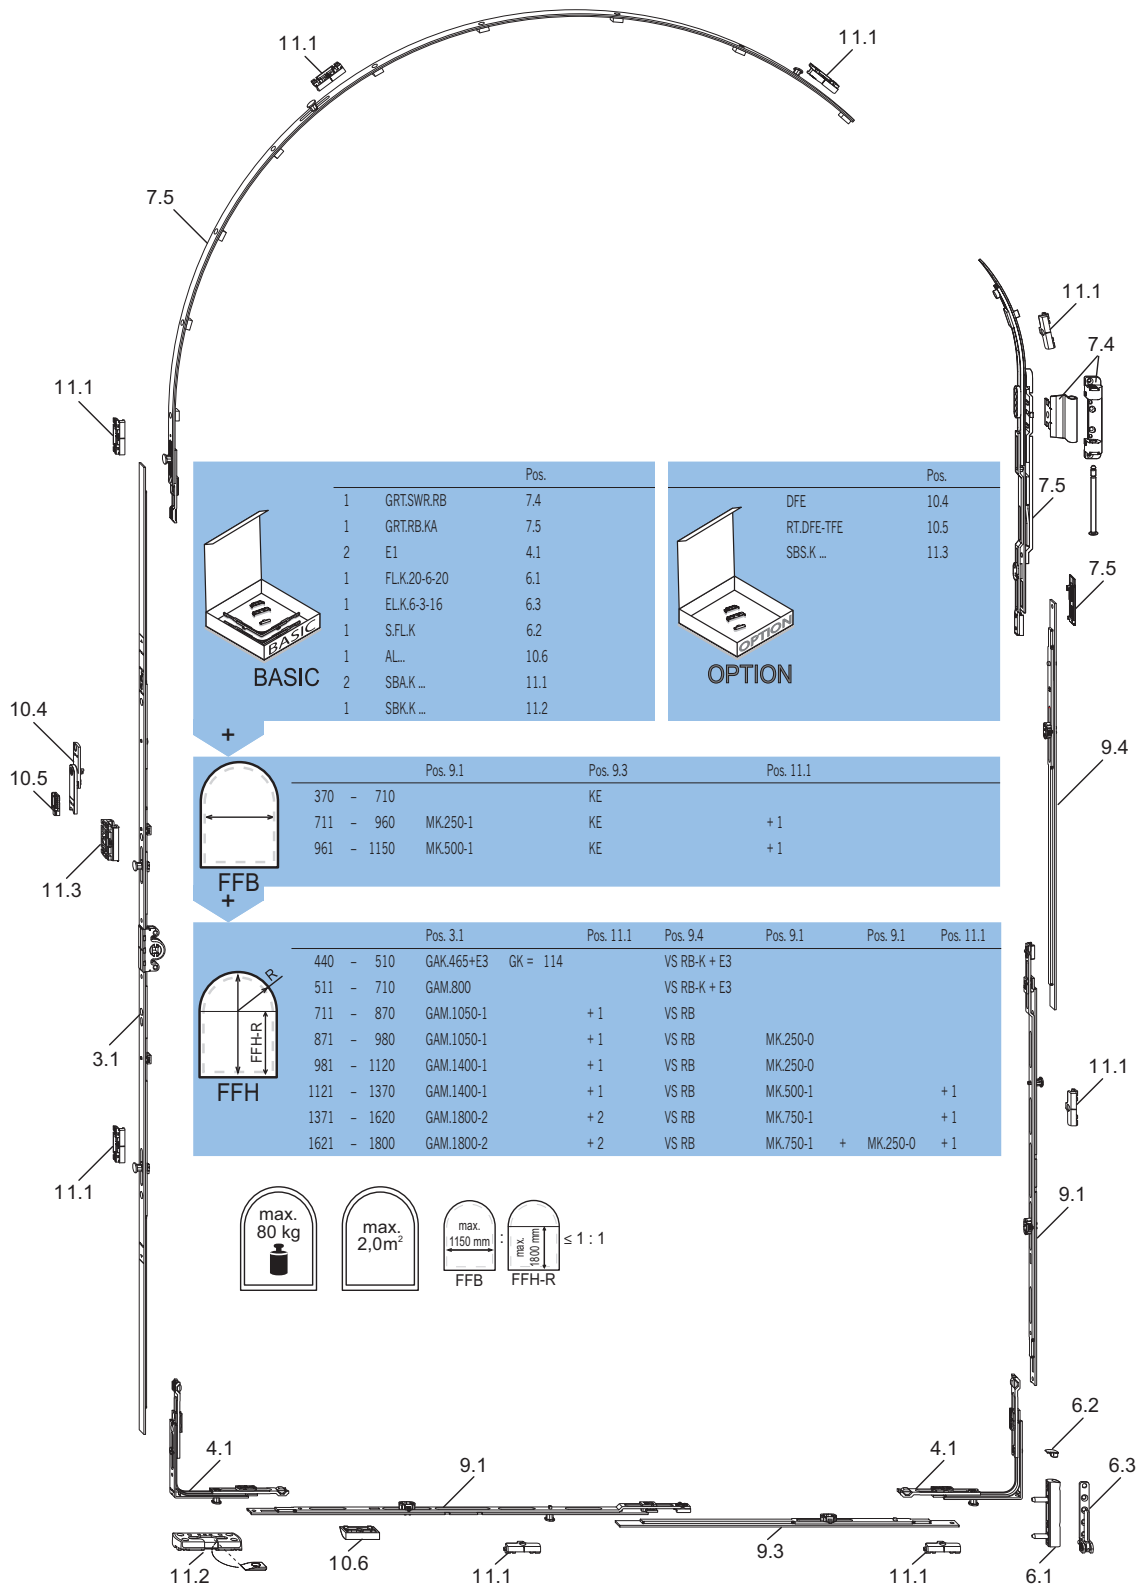 11.1
11.1
7.5
11.1
7.4
11.1
7.5
7.5
Pos.
1 GRT.SWR.RB 7.4
1 GRT.RB.KA 7.5
2 E1 4.1
1 FL.K.20-6-20 6.1
1 EL.K.6-3-16 6.3
1 S.FL.K 6.2
1 AL... 10.6
2 SBA.K ... 11.1
1 SBK.K ... 11.2
BASIC
BASIC
Pos.
DFE 10.4
RT.DFE-TFE 10.5
SBS.K ... 11.3
OPTION
OPTION
10.4
10.5
11.3
9.4
+
Pos. 9.1 Pos. 9.3 Pos. 11.1
370 – 710 KE
711 – 960 MK.250-1 KE + 1
961 – 1150 MK.500-1 KE + 1
FFB
+
Pos. 3.1 Pos. 11.1 Pos. 9.4 Pos. 9.1 Pos. 9.1 Pos. 11.1
440 – 510 GAK.465+E3 GK = 114 VS RB-K + E3
511 – 710 GAM.800 VS RB-K + E3
711 – 870 GAM.1050-1 + 1 VS RB
871 – 980 GAM.1050-1 + 1 VS RB MK.250-0
981 – 1120 GAM.1400-1 + 1 VS RB MK.250-0
1121 – 1370 GAM.1400-1 + 1 VS RB MK.500-1 + 1
1371 – 1620 GAM.1800-2 + 2 VS RB MK.750-1 + 1
1621 – 1800 GAM.1800-2 + 2 VS RB MK.750-1 + MK.250-0 + 1
R
FFH-R
FFH
3.1
11.1
11.1
9.1
max.
80 kg
max.
2,0m²
max.
1150 mm
FFB
:
max.
1800 mm
FFH-R
≤ 1 : 1
4.1
9.1
4.1
6.2
6.3
11.2
10.6
11.1
9.3
11.1
6.1